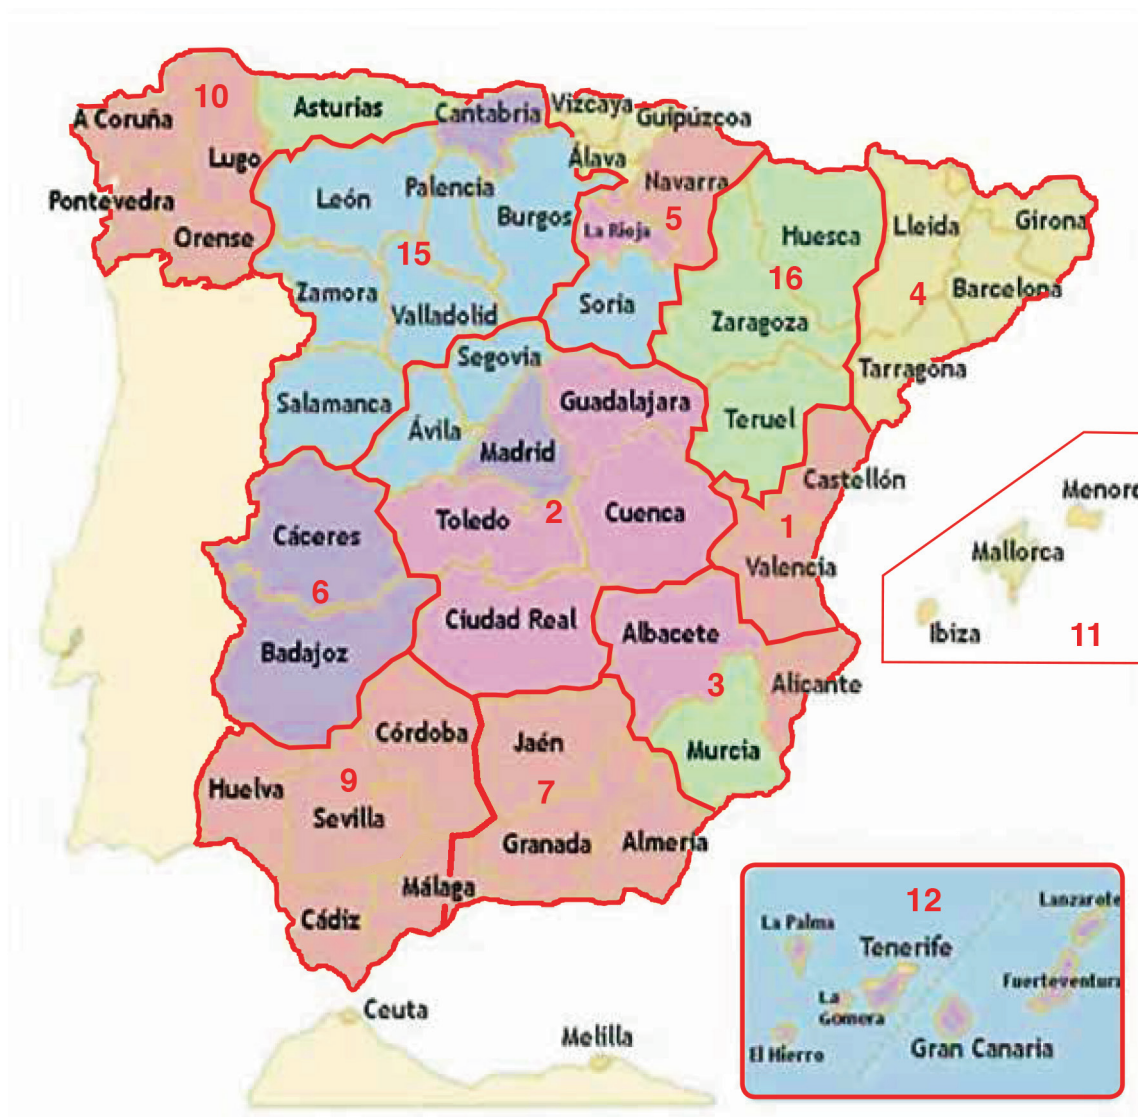 10
A Coruña
Asturias
Cantabria
Vizcaya
Guipúzcoa
Lugo
Álava
Navarra
Pontevedra
León
Palencia
Burgos
5
La Rioja
Lleida
Girona
Orense
15
Huesca
16
Zamora
Valladolid
Soria
Zaragoza
4
Barcelona
Segovia
Tarragona
Salamanca
Ávila
Guadalajara
Teruel
Madrid
Castellón
Menorc
Cáceres
Toledo
2
Cuenca
1
Mallorca
Valencia
6
Ciudad Real
Albacete
Ibiza
11
Badajoz
3
Alicante
Córdoba
Jaén
Murcia
Huelva
9
7
Sevilla
Granada
Almería
Málaga
Cádiz
12
Lanzarote
La Palma
Tenerife
Fuerteventura
La
Gomera
El Hierro
Gran Canaria
Ceuta
Melilla